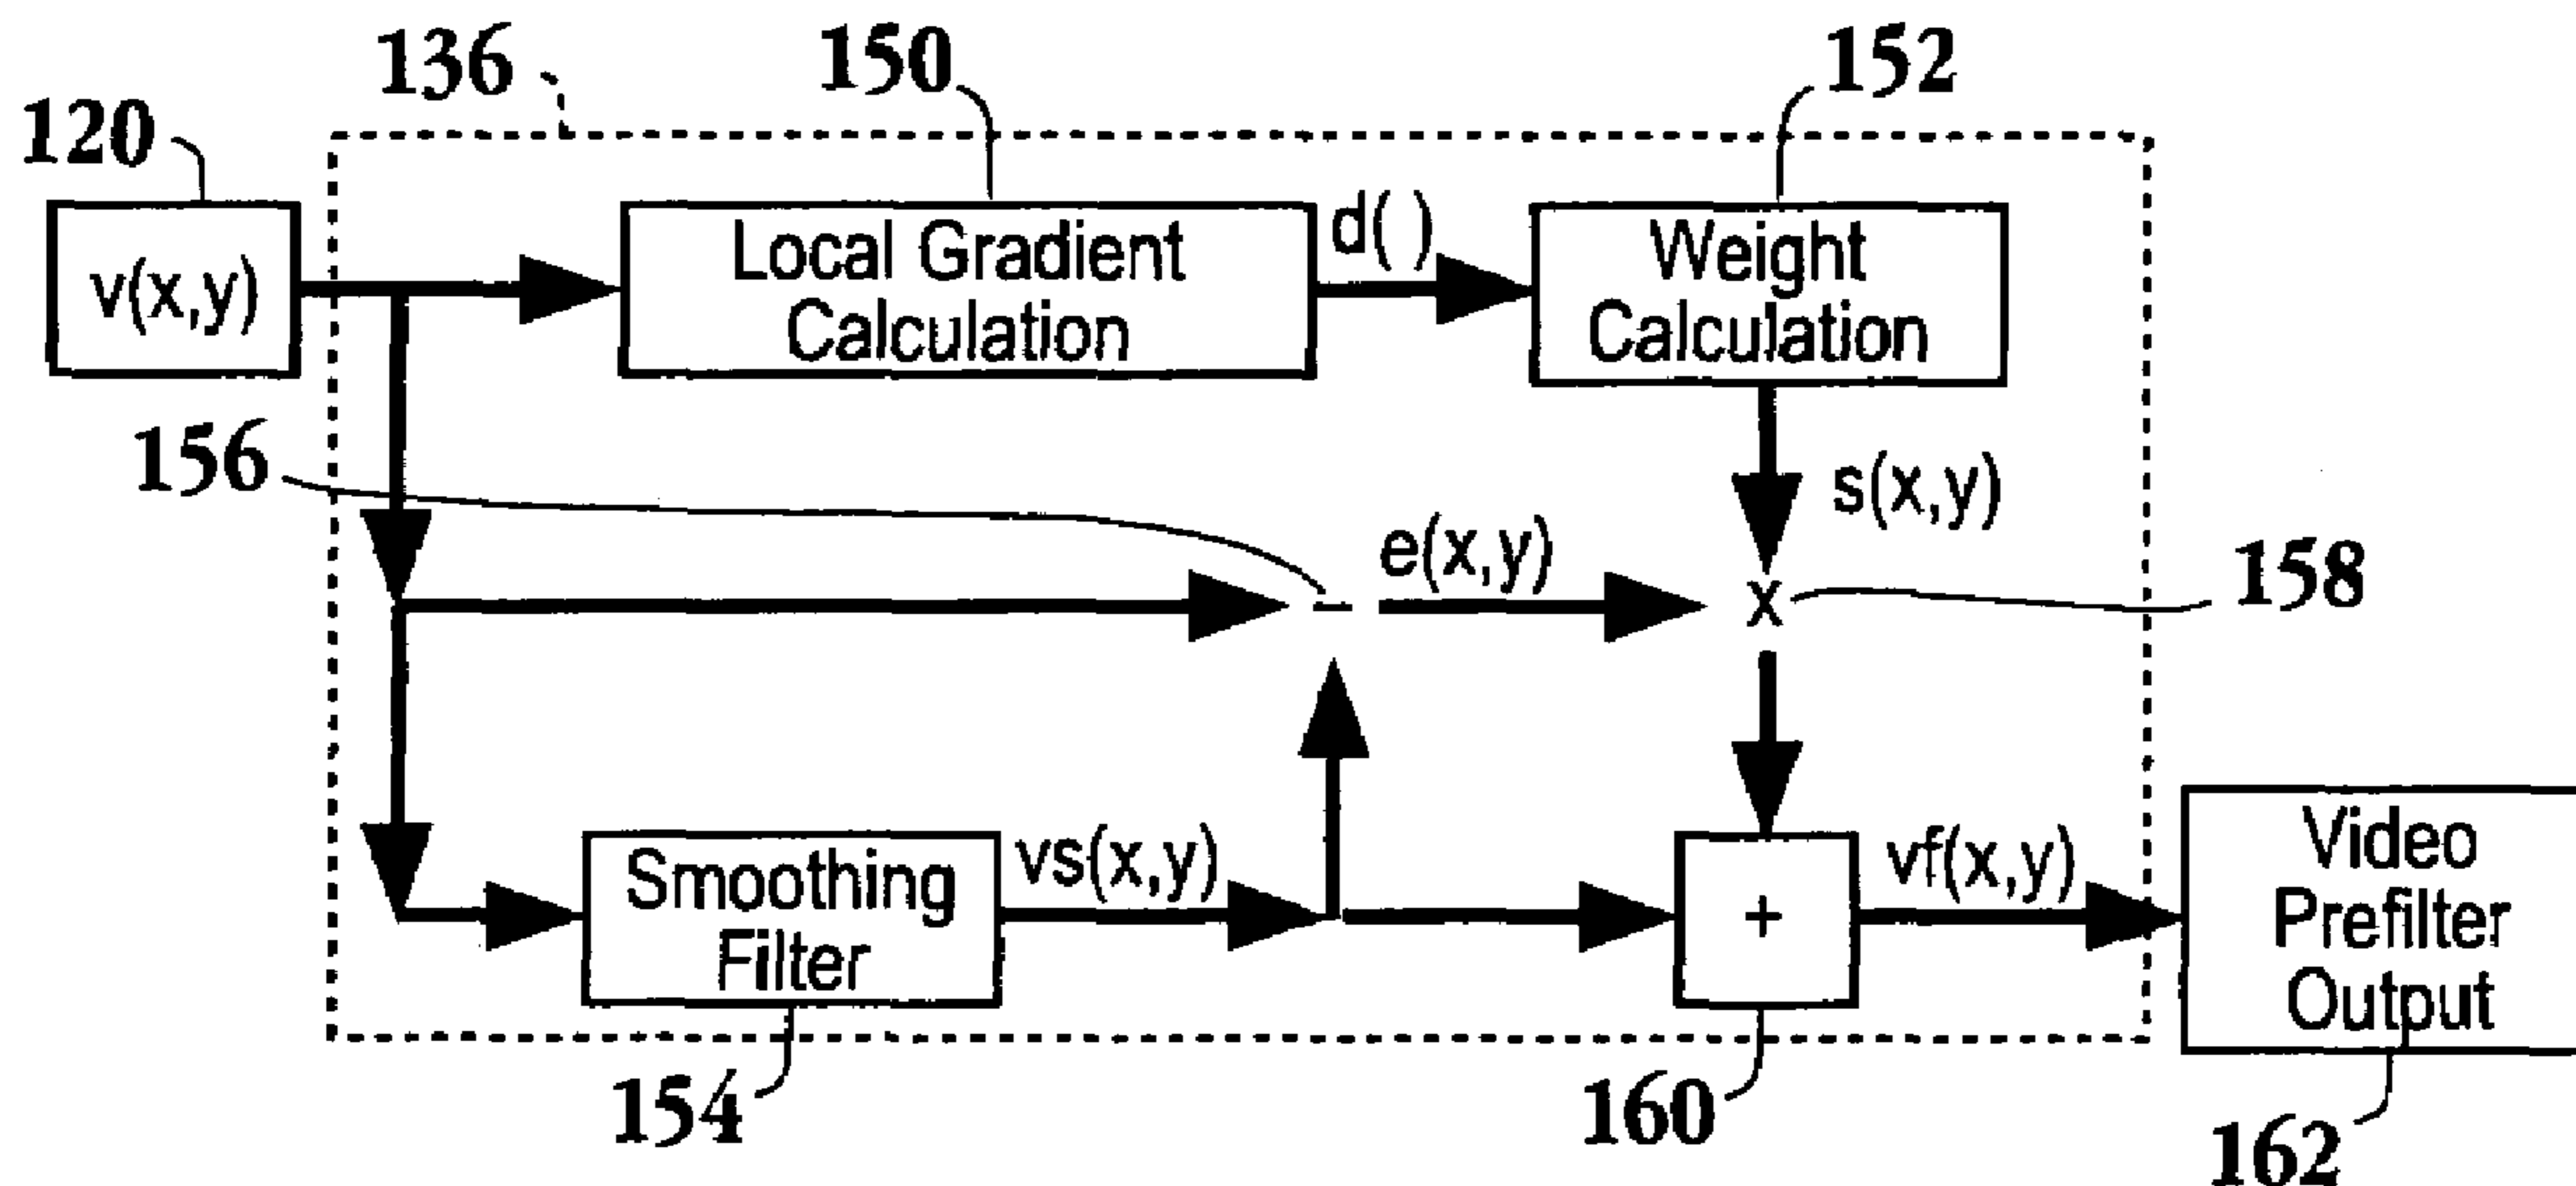 136
150
152
120
v(x,y)
Local Gradient
Calculation
d( )
Weight
Calculation
156
s(x,y)
e(x,y)
–
x
158
Smoothing
Filter
vs(x,y)
+
vf(x,y)
Video
Prefilter
Output
154
160
162